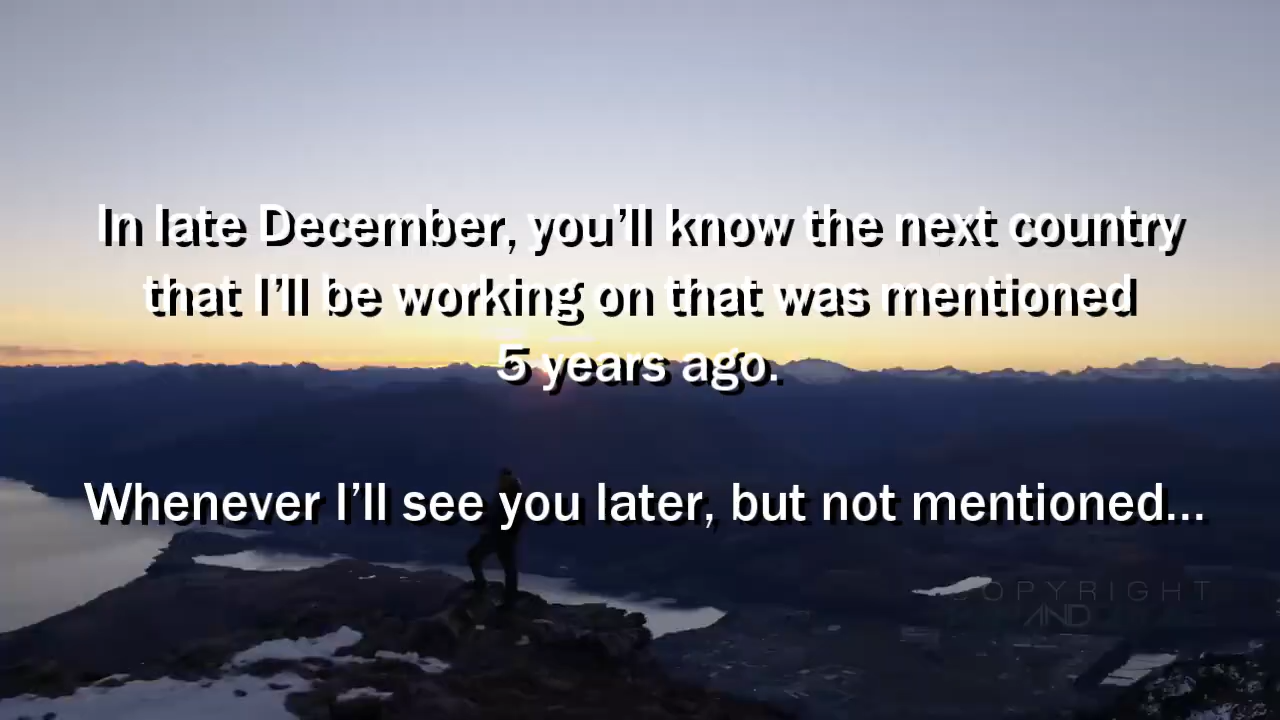 In late December, you’ll know the next country
that I’ll be working on that was mentioned
5 years ago.
Whenever I’ll see you later, but not mentioned...
COPYRIGHT
AND